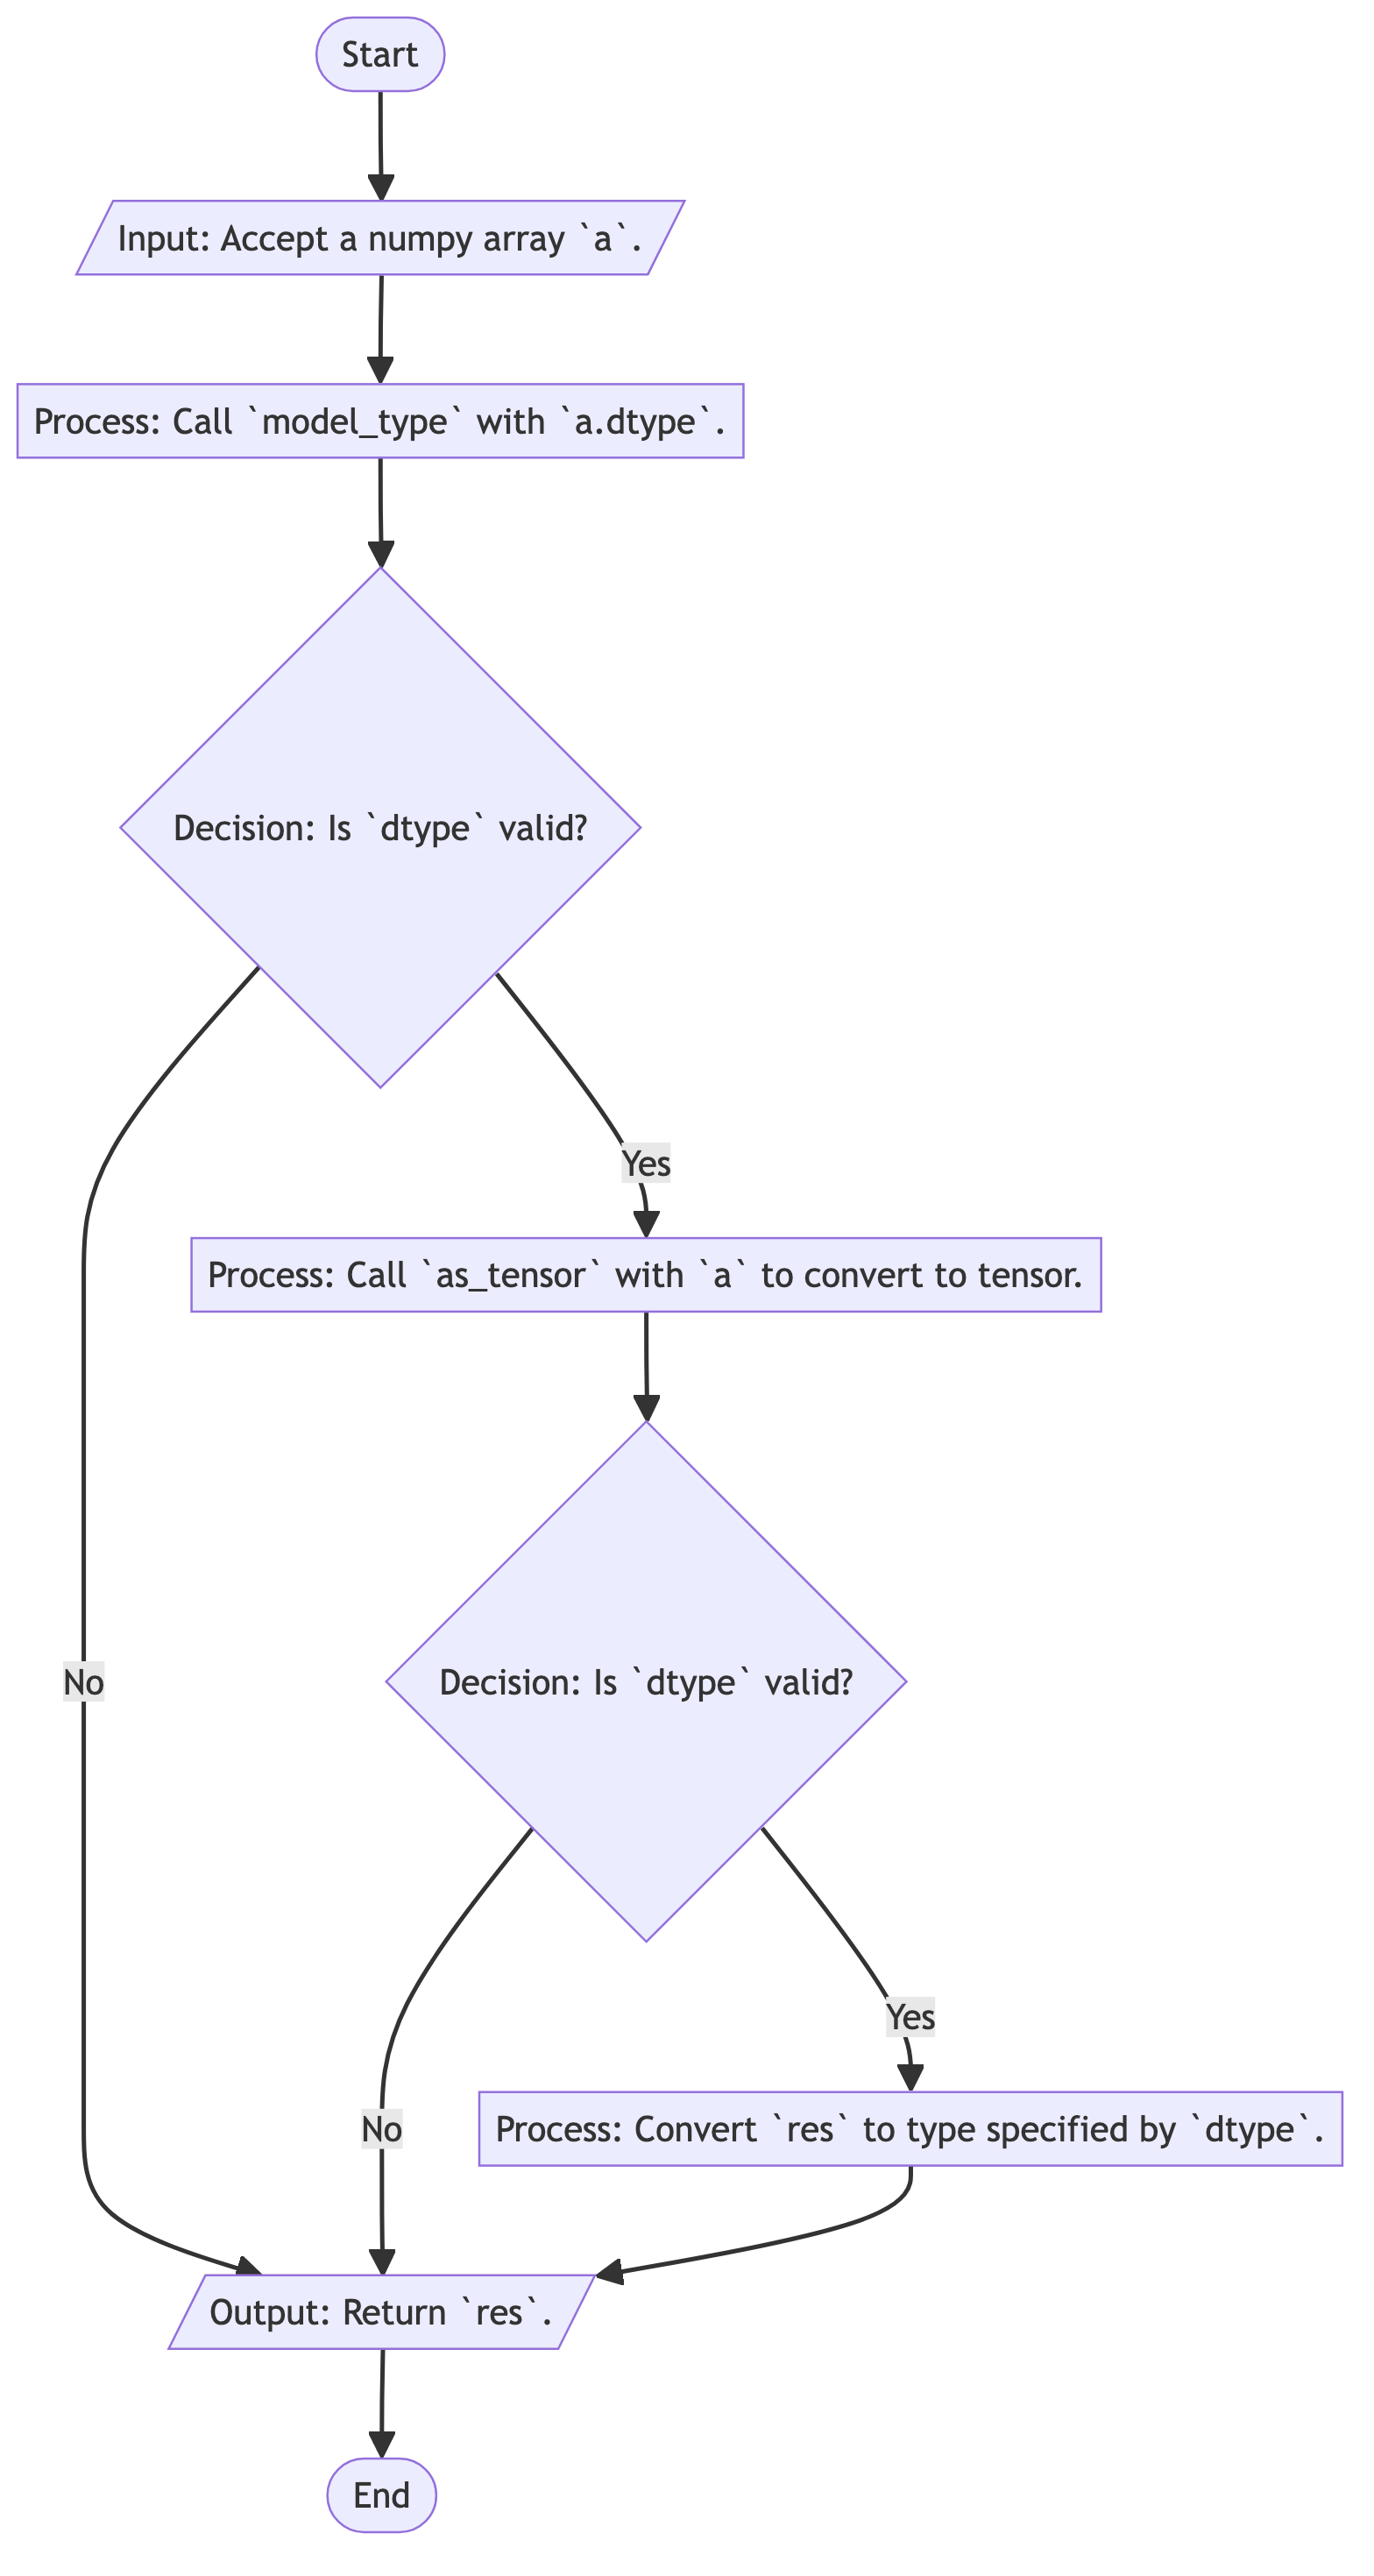 Start
Input: Accept a numpy array `a`.
Process: Call `model_type` with `a.dtype`.
Decision: Is `dtype` valid?
Yes
Process: Call `as_tensor` with `a` to convert to tensor.
No
Decision: Is `dtype` valid?
Yes
No
Process: Convert `res` to type specified by `dtype`.
Output: Return `res`.
End